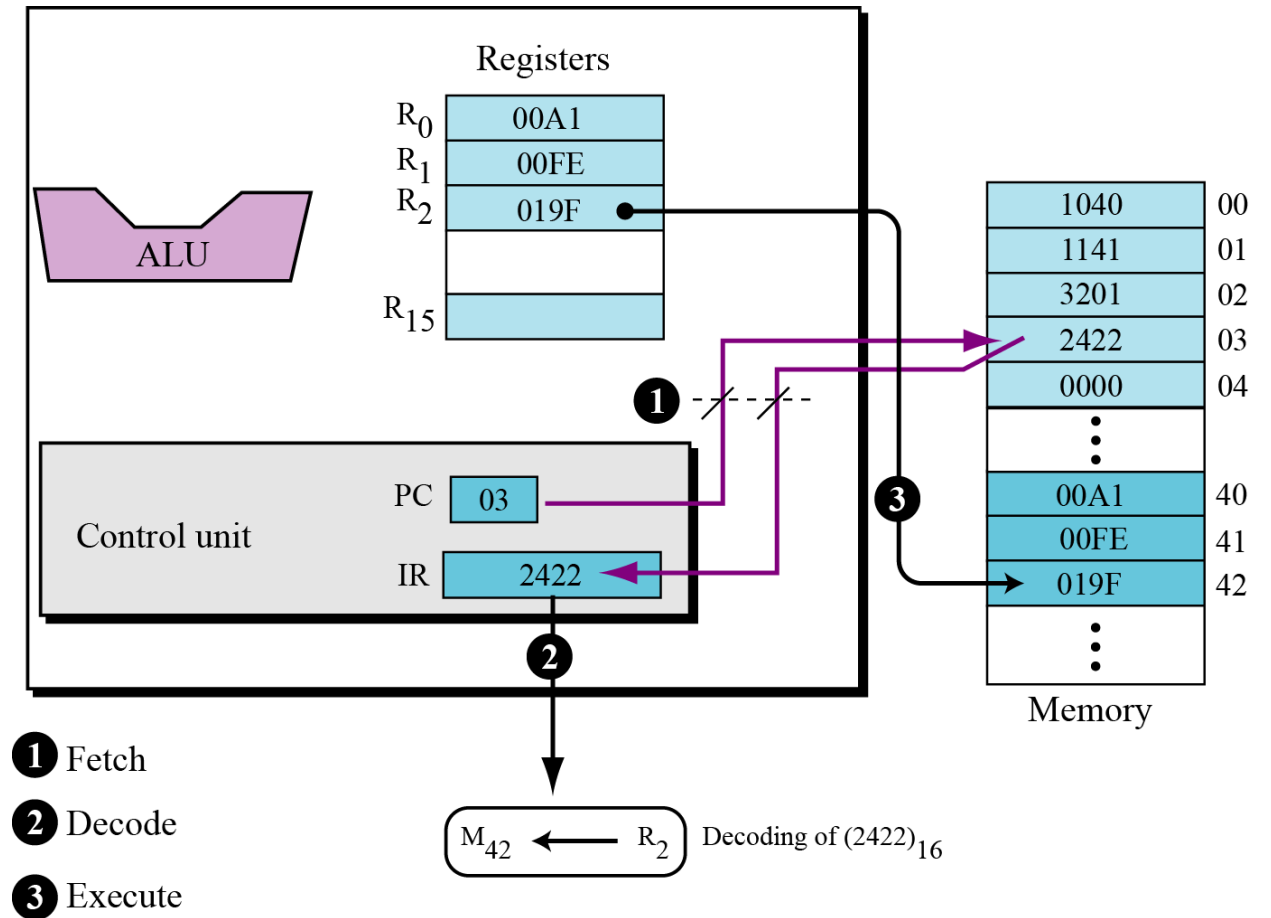 Registers
R0 00A1
R1 00FE
R2 019F
R15
ALU
1040 00
1141 01
3201 02
2422 03
0000 04
00A1 40
00FE 41
019F 42
Memory
1
3
Control unit
PC 03
IR 2422
2
1 Fetch
2 Decode
3 Execute
M42 R2 Decoding of (2422)16